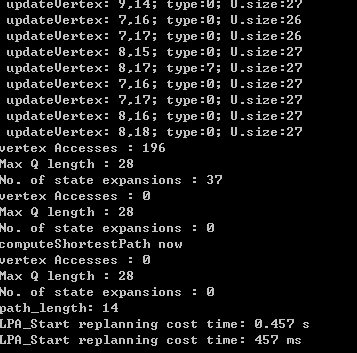 updateVertex: 9,14; type:0; U.size:27
updateVertex: 7,16; type:0; U.size:26
updateVertex: 7,17; type:0; U.size:26
updateVertex: 8,15; type:0; U.size:27
updateVertex: 8,17; type:7; U.size:27
updateVertex: 7,16; type:0; U.size:27
updateVertex: 7,17; type:0; U.size:27
updateVertex: 8,16; type:0; U.size:27
updateVertex: 8,18; type:0; U.size:27
vertex Accesses : 196
Max Q length : 28
No. of state expansions : 37
vertex Accesses : 0
Max Q length : 28
No. of state expansions : 0
computeShortestPath now
vertex Accesses : 0
Max Q length : 28
No. of state expansions : 0
path_length: 14
LPA_Start replanning cost time: 0.457 s
LPA_Start replanning cost time: 457 ms